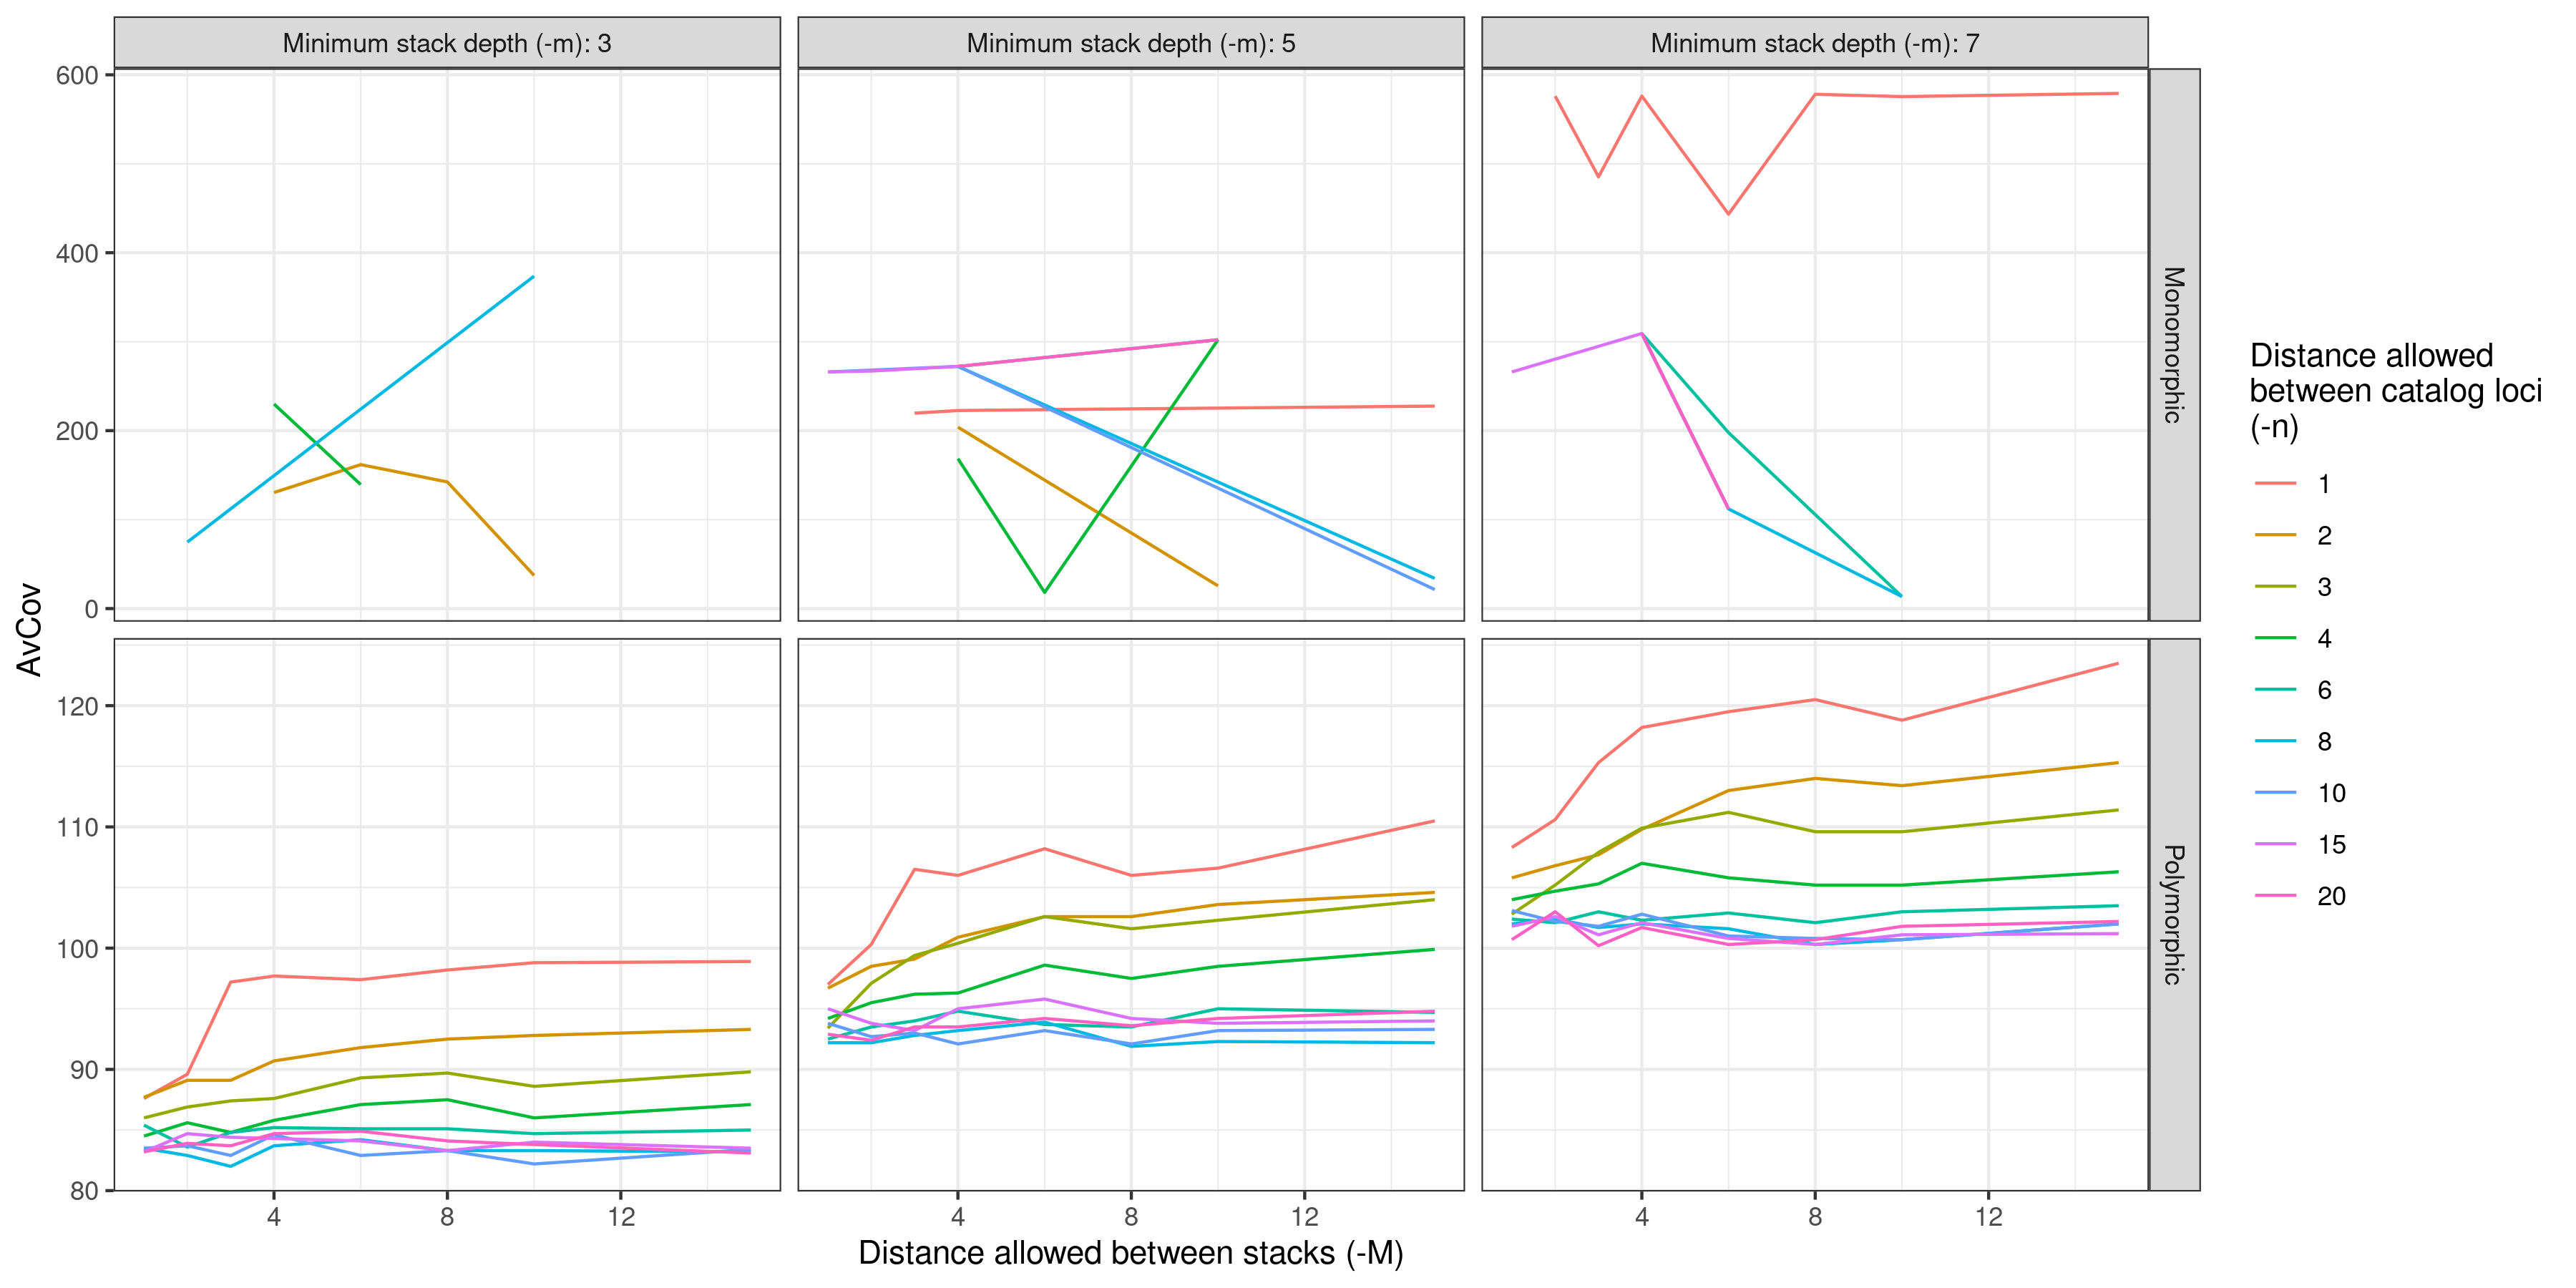 Minimum stack depth (-m): 3
Minimum stack depth (-m): 5
Minimum stack depth (-m): 7
600
400
200
0
Monomorphic
120
110
100
90
80
Polymorphic
AvCov
4
8
12
4
8
12
4
8
12
Distance allowed between stacks (-M)
Distance allowed
between catalog loci
(-n)
1
2
3
4
6
8
10
15
20